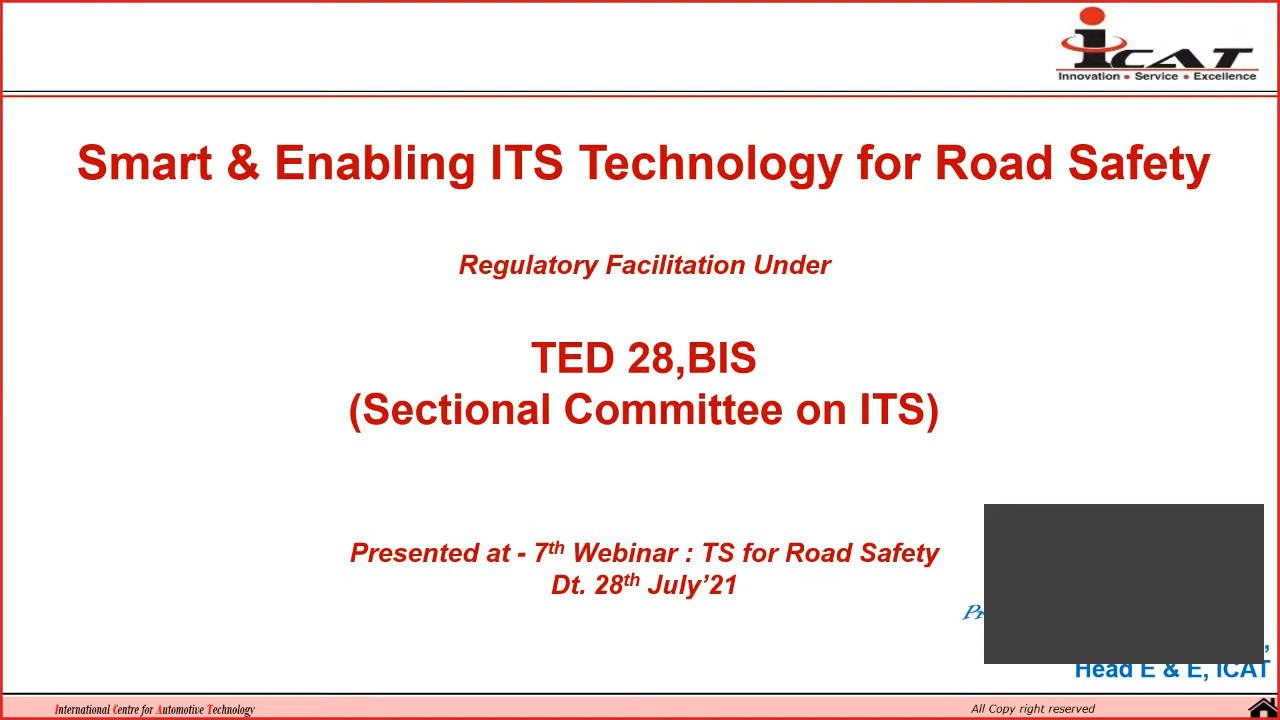 iCAT
Innovation • Service • Excellence
Smart & Enabling ITS Technology for Road Safety
Regulatory Facilitation Under
TED 28,BIS
(Sectional Committee on ITS)
Presented at - 7th Webinar : TS for Road Safety
Dt. 28th July’21
Head E & E, ICAT
International Centre for Automotive Technology
All Copy right reserved